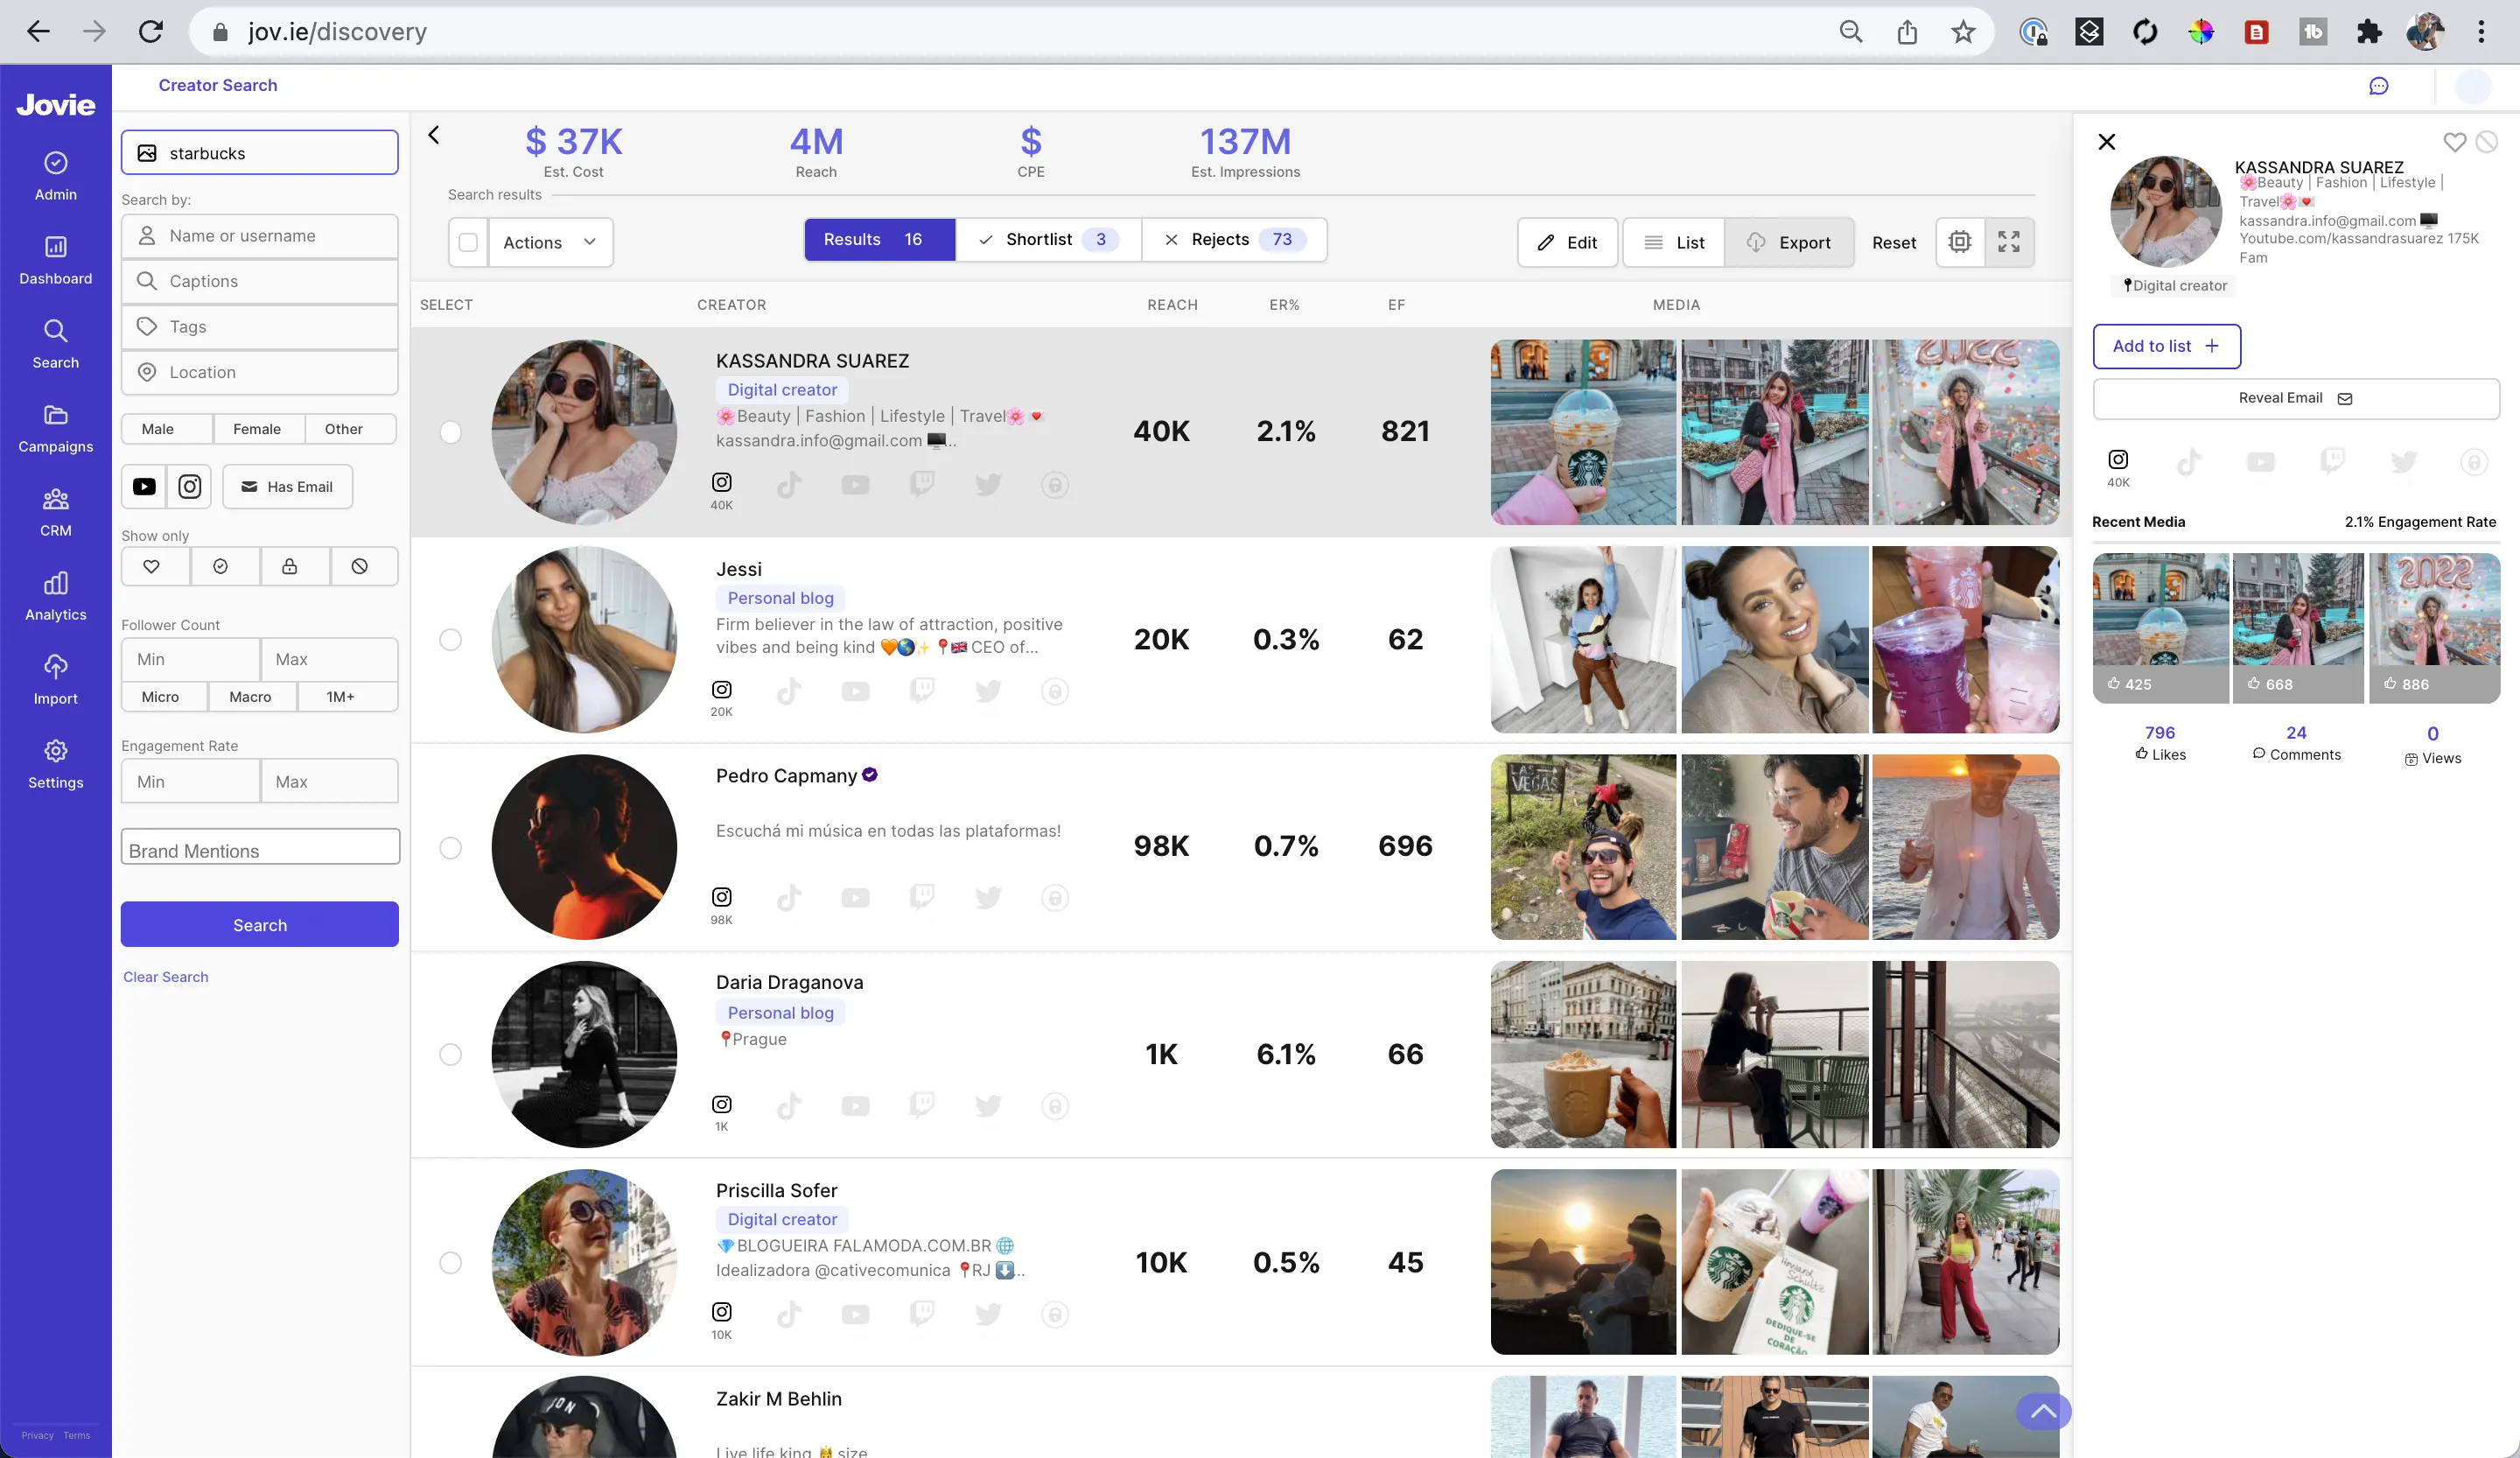 jov.ie/discovery
Jovie
Admin
Dashboard
Search
Campaigns
CRM
Analytics
Import
Settings
Privacy Terms
Creator Search
starbucks
Search by:
Name or username
Captions
Tags
Location
Male Female Other
Has Email
Show only
Follower Count
Min Max
Micro Macro 1M+
Engagement Rate
Min Max
Brand Mentions
Search
Clear Search
$ 37K 4M $ 137M
Est. Cost Reach CPE Est. Impressions
Search results
Actions Results 16 Shortlist 3 Rejects 73 Edit List Export Reset
SELECT CREATOR REACH ER% EF MEDIA
KASSANDRA SUAREZ
Digital creator
🌸Beauty | Fashion | Lifestyle | Travel🌸💌
kassandra.info@gmail.com 🖥️...
40K 2.1% 821
40K
2022
Jessi
Personal blog
Firm believer in the law of attraction, positive
vibes and being kind 🧡🌎✨ 📍🇬🇧 CEO of...
20K 0.3% 62
20K
Pedro Capmany
Escuchá mi música en todas las plataformas!
98K 0.7% 696
98K
LAS
VEGAS
Daria Draganova
Personal blog
📍Prague
1K 6.1% 66
1K
Priscilla Sofer
Digital creator
💎BLOGUEIRA FALAMODA.COM.BR 🌐
Idealizadora @cativecomunica 📍RJ ⬇️...
10K 0.5% 45
10K
Howard
Schultz
DEDIQUE-SE
DE
CORAÇÃO
Zakir M Behlin
Live life king 🤴 size
KASSANDRA SUAREZ
🌸Beauty | Fashion | Lifestyle |
Travel🌸💌
kassandra.info@gmail.com 🖥️
Youtube.com/kassandrasuarez 175K
Fam
Digital creator
Add to list +
Reveal Email
40K
Recent Media 2.1% Engagement Rate
2022
425 668 886
796 24 0
Likes Comments Views